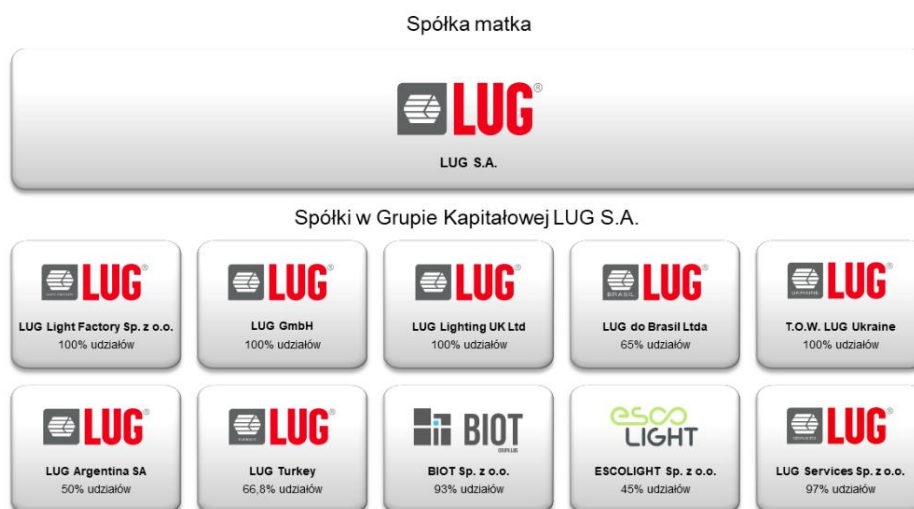 Spółka matka
LUG®
LUG S.A.
Spółki w Grupie Kapitałowej LUG S.A.
LUG®
LUG Light Factory Sp. z o.o.
100% udziałów
LUG®
LUG GmbH
100% udziałów
LUG®
LUG Lighting UK Ltd
100% udziałów
BRASIL LUG®
LUG do Brasil Ltda
65% udziałów
UKRAINE LUG®
T.O.W. LUG Ukraine
100% udziałów
LUG®
LUG Argentina SA
50% udziałów
TURKEY LUG®
LUG Turkey
66,8% udziałów
BIOT
BIOT Sp. z o.o.
93% udziałów
esco
LIGHT
ESCOLIGHT Sp. z o.o.
45% udziałów
LUG®
LUG Services Sp. z o.o.
97% udziałów